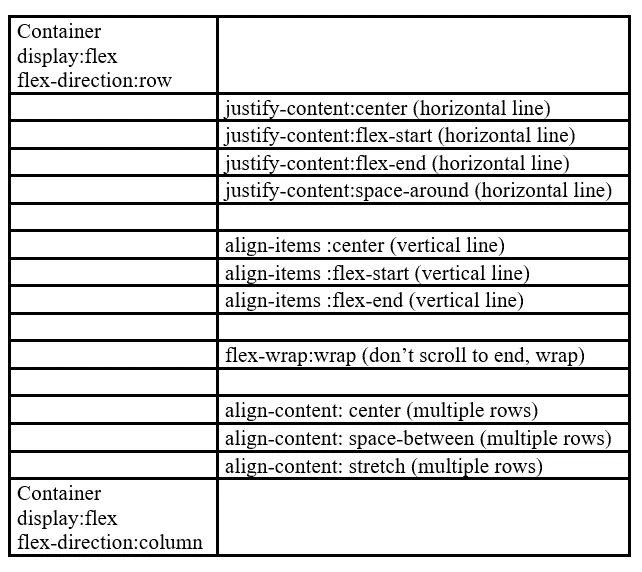 Container
display:flex
flex-direction:row
justify-content:center (horizontal line)
justify-content:flex-start (horizontal line)
justify-content:flex-end (horizontal line)
justify-content:space-around (horizontal line)
align-items :center (vertical line)
align-items :flex-start (vertical line)
align-items :flex-end (vertical line)
flex-wrap:wrap (don’t scroll to end, wrap)
align-content: center (multiple rows)
align-content: space-between (multiple rows)
align-content: stretch (multiple rows)
Container
display:flex
flex-direction:column